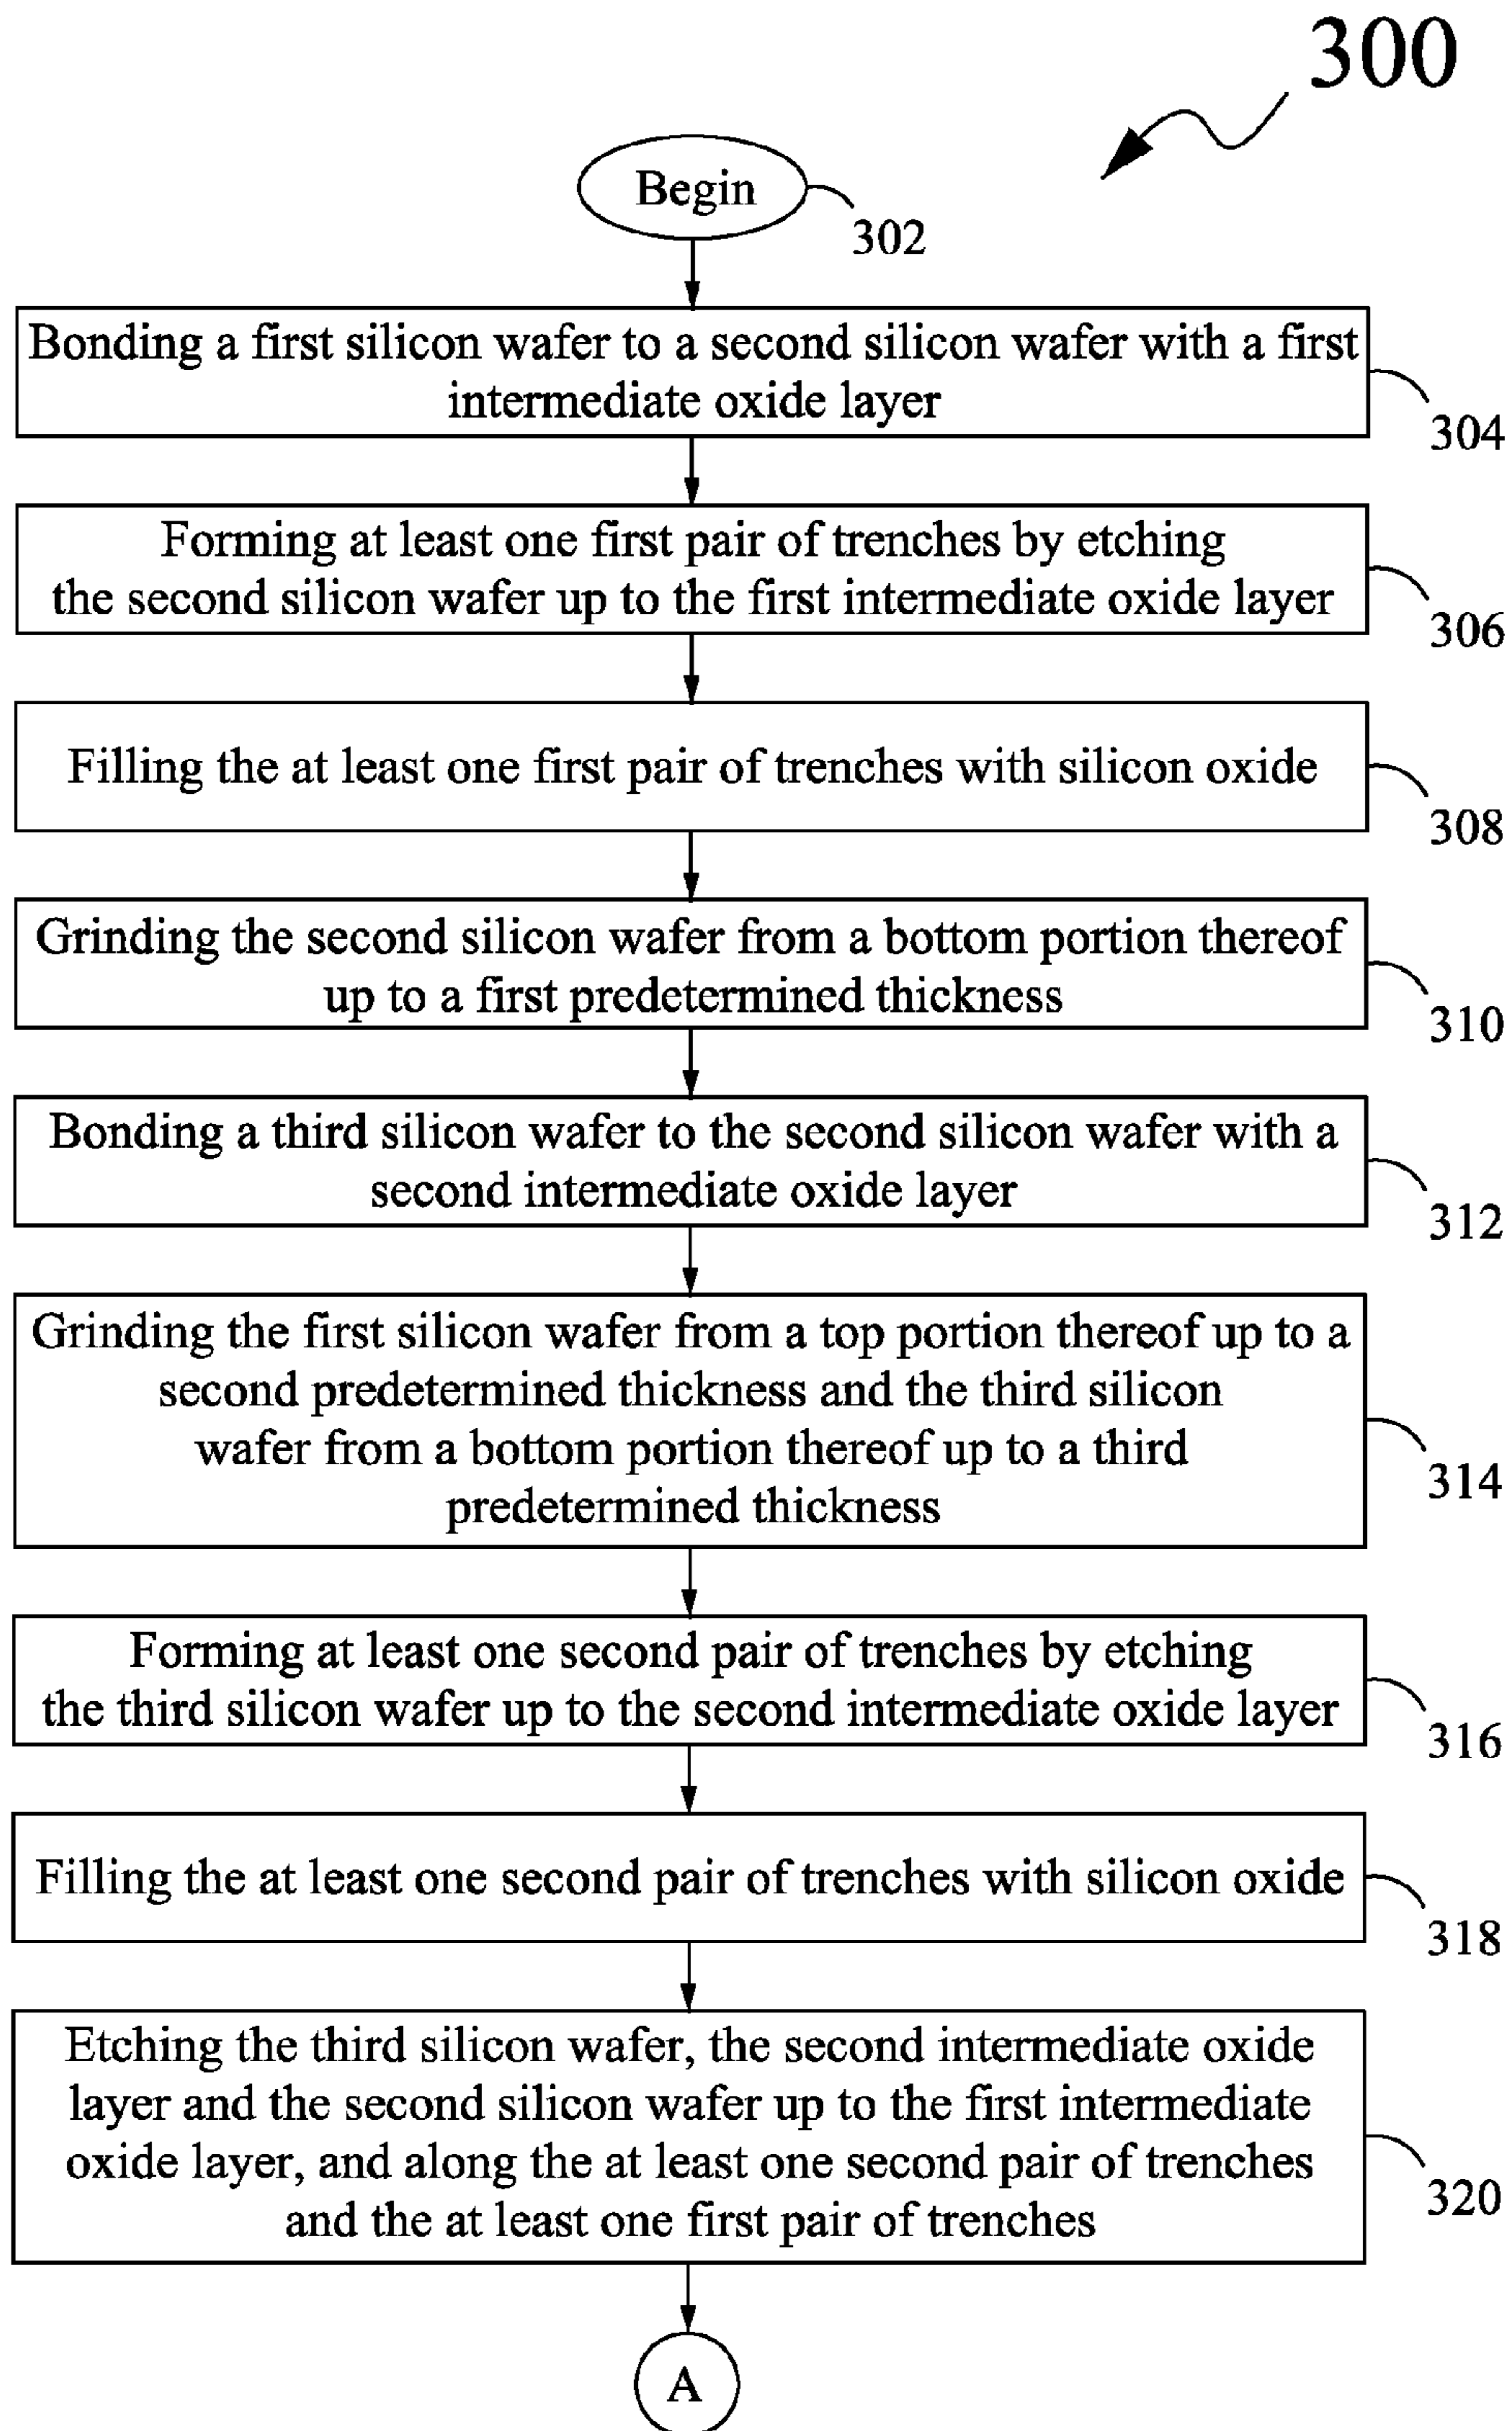 300
Begin
302
Bonding a first silicon wafer to a second silicon wafer with a first
intermediate oxide layer
304
Forming at least one first pair of trenches by etching
the second silicon wafer up to the first intermediate oxide layer
306
Filling the at least one first pair of trenches with silicon oxide
308
Grinding the second silicon wafer from a bottom portion thereof
up to a first predetermined thickness
310
Bonding a third silicon wafer to the second silicon wafer with a
second intermediate oxide layer
312
Grinding the first silicon wafer from a top portion thereof up to a
second predetermined thickness and the third silicon
wafer from a bottom portion thereof up to a third
predetermined thickness
314
Forming at least one second pair of trenches by etching
the third silicon wafer up to the second intermediate oxide layer
316
Filling the at least one second pair of trenches with silicon oxide
318
Etching the third silicon wafer, the second intermediate oxide
layer and the second silicon wafer up to the first intermediate
oxide layer, and along the at least one second pair of trenches
and the at least one first pair of trenches
320
A